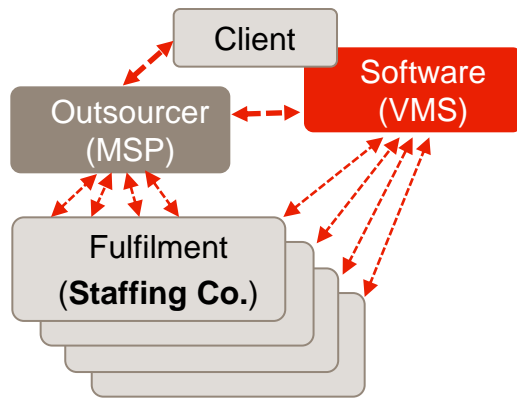 Client
Software
(VMS)
Outsourcer
(MSP)
Fulfilment
(Staffing Co.)